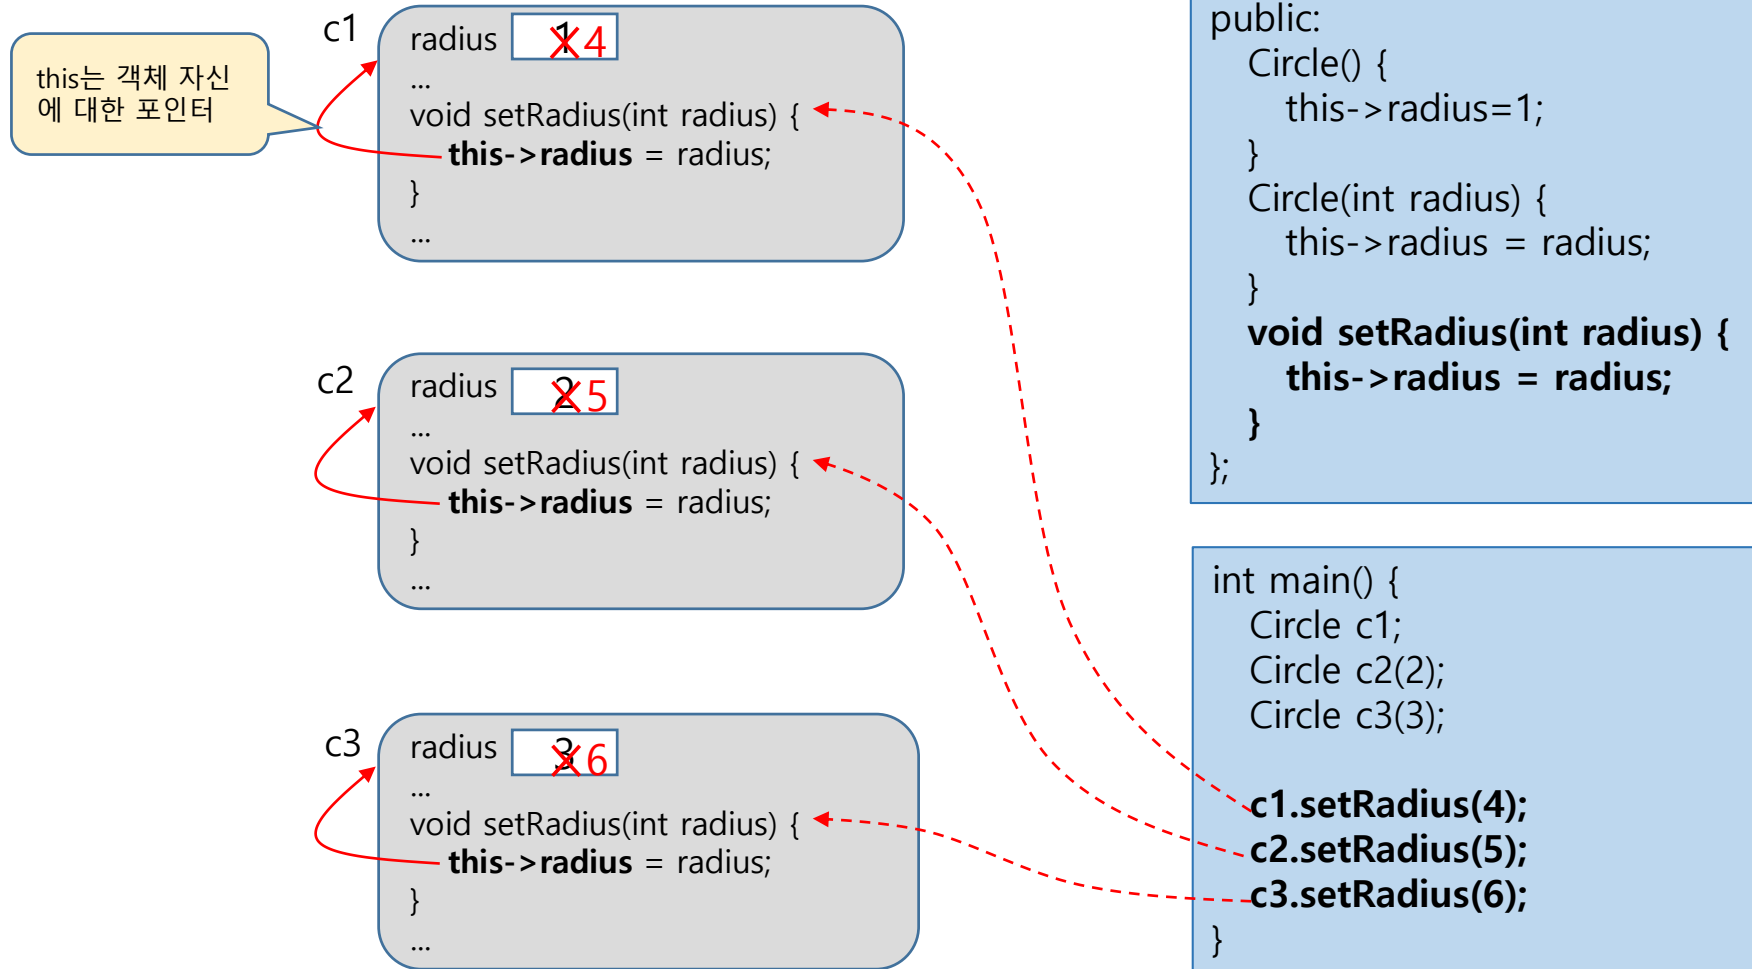 this는 객체 자신
에 대한 포인터
c1
radius 1 4
...
void setRadius(int radius) {
this->radius = radius;
}
...
c2
radius 2 5
...
void setRadius(int radius) {
this->radius = radius;
}
...
c3
radius 3 6
...
void setRadius(int radius) {
this->radius = radius;
}
...
public:
Circle() {
this->radius=1;
}
Circle(int radius) {
this->radius = radius;
}
void setRadius(int radius) {
this->radius = radius;
}
};
int main() {
Circle c1;
Circle c2(2);
Circle c3(3);
c1.setRadius(4);
c2.setRadius(5);
c3.setRadius(6);
}